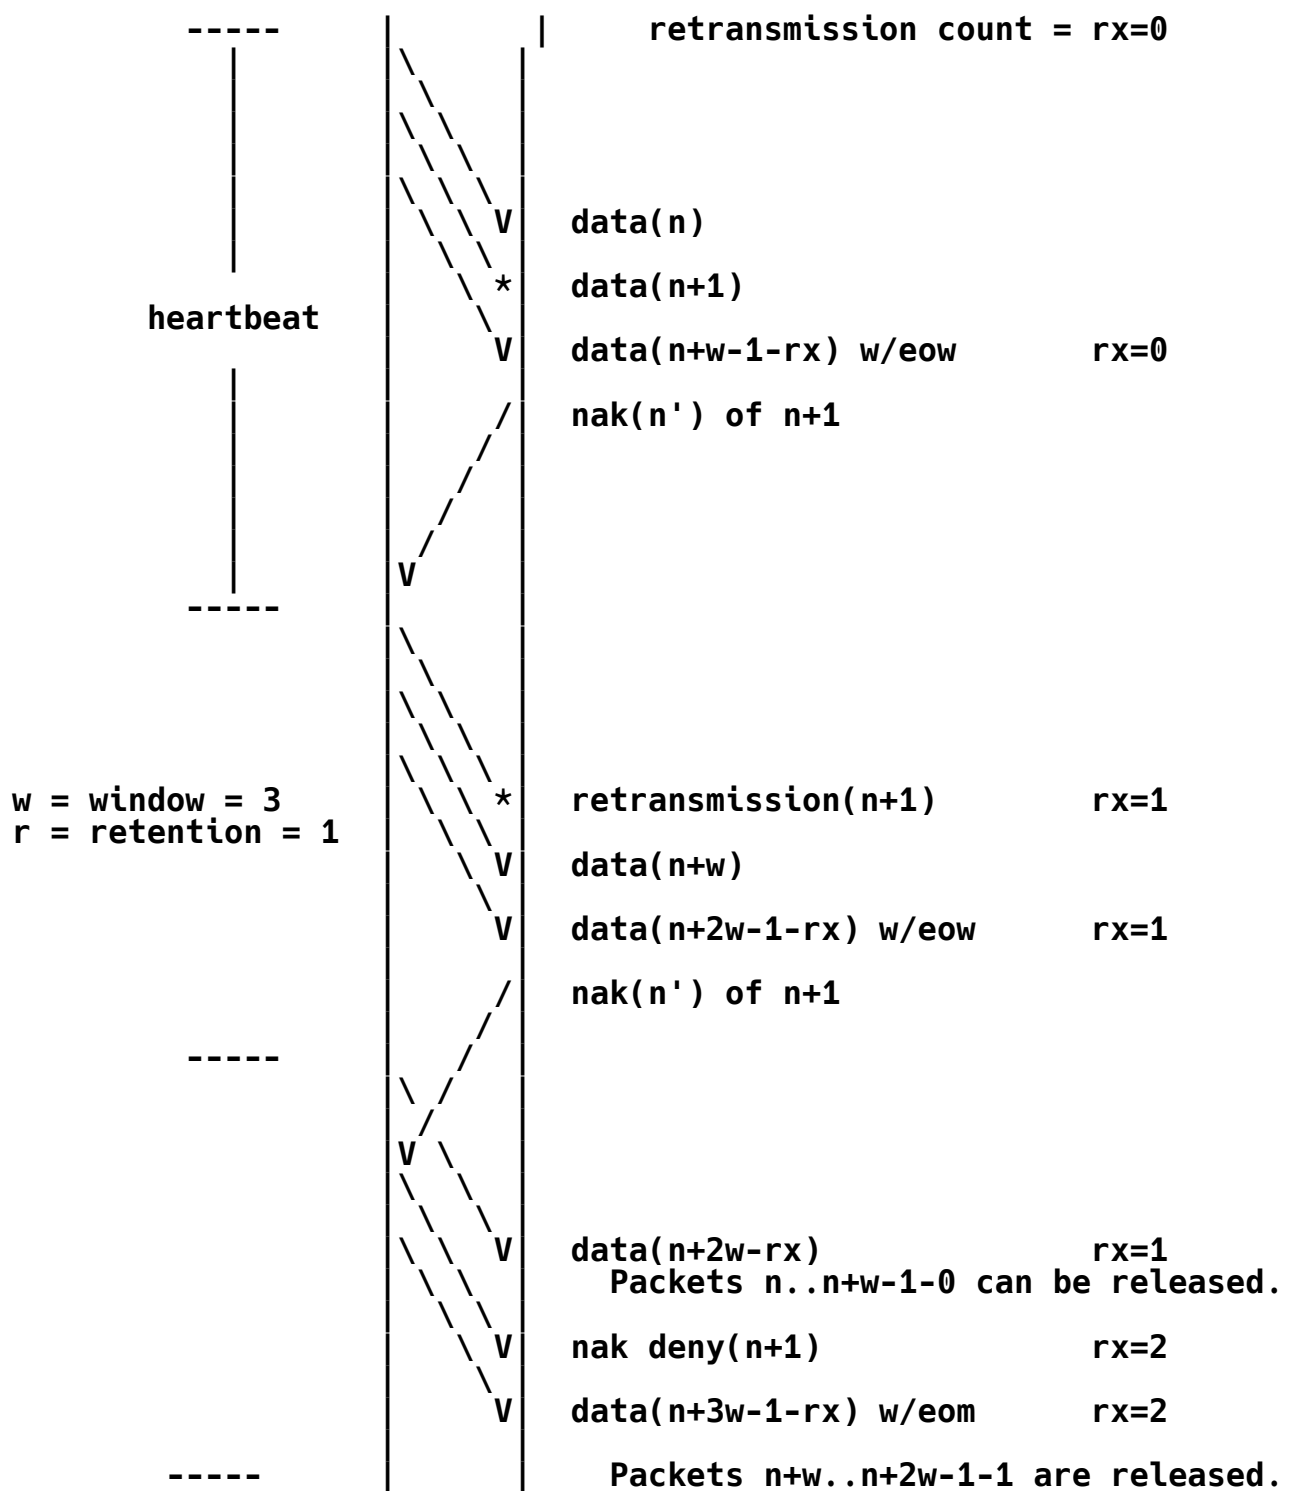 retransmission count = rx=0
data(n)
data(n+1)
heartbeat
data(n+w-1-rx) w/eow rx=0
nak(n') of n+1
w = window = 3 retransmission(n+1) rx=1
r = retention = 1
data(n+w)
data(n+2w-1-rx) w/eow rx=1
nak(n') of n+1
data(n+2w-rx) rx=1
Packets n..n+w-1-0 can be released.
nak deny(n+1) rx=2
data(n+3w-1-rx) w/eom rx=2
Packets n+w..n+2w-1-1 are released.